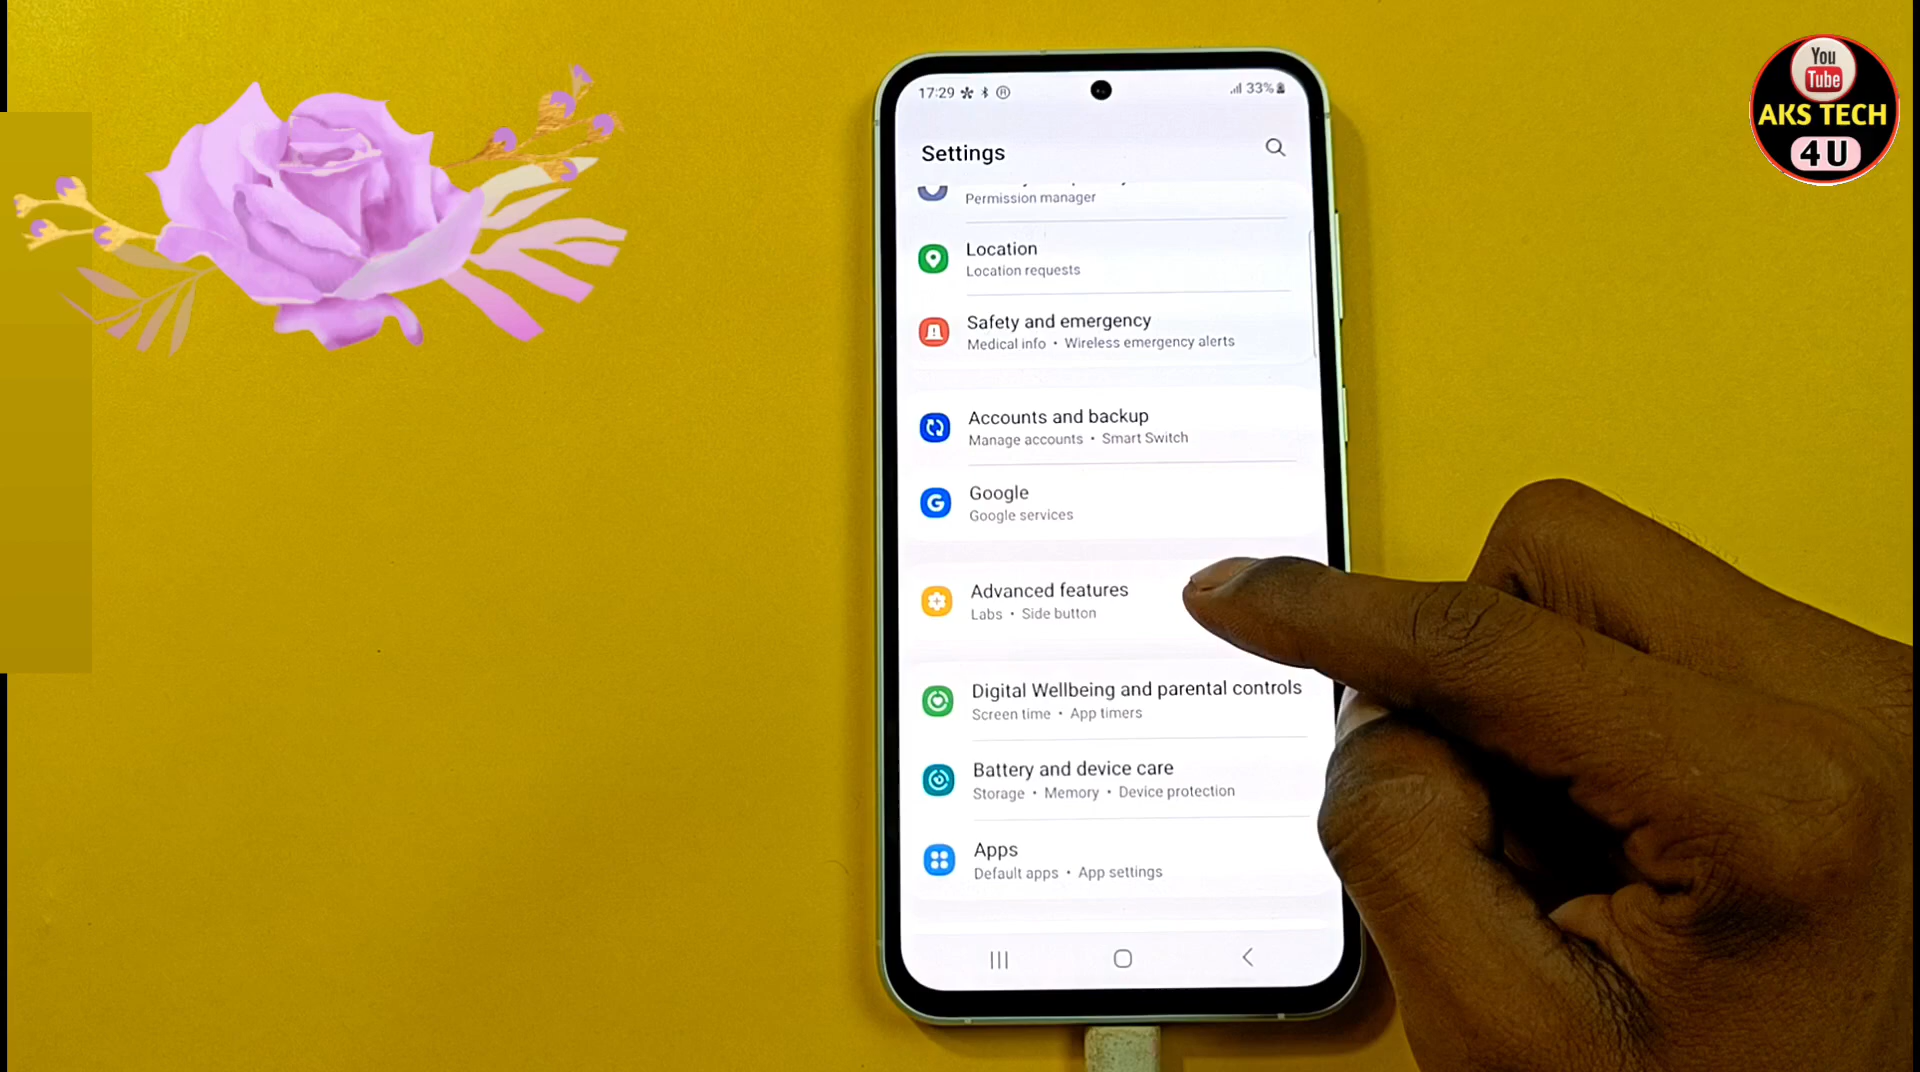 You
Tube
AKS TECH
4 U
17:29
33%
Settings
Permission manager
Location
Location requests
Safety and emergency
Medical info • Wireless emergency alerts
Accounts and backup
Manage accounts • Smart Switch
G
Google
Google services
Advanced features
Labs • Side button
Digital Wellbeing and parental controls
Screen time • App timers
Battery and device care
Storage • Memory • Device protection
Apps
Default apps • App settings